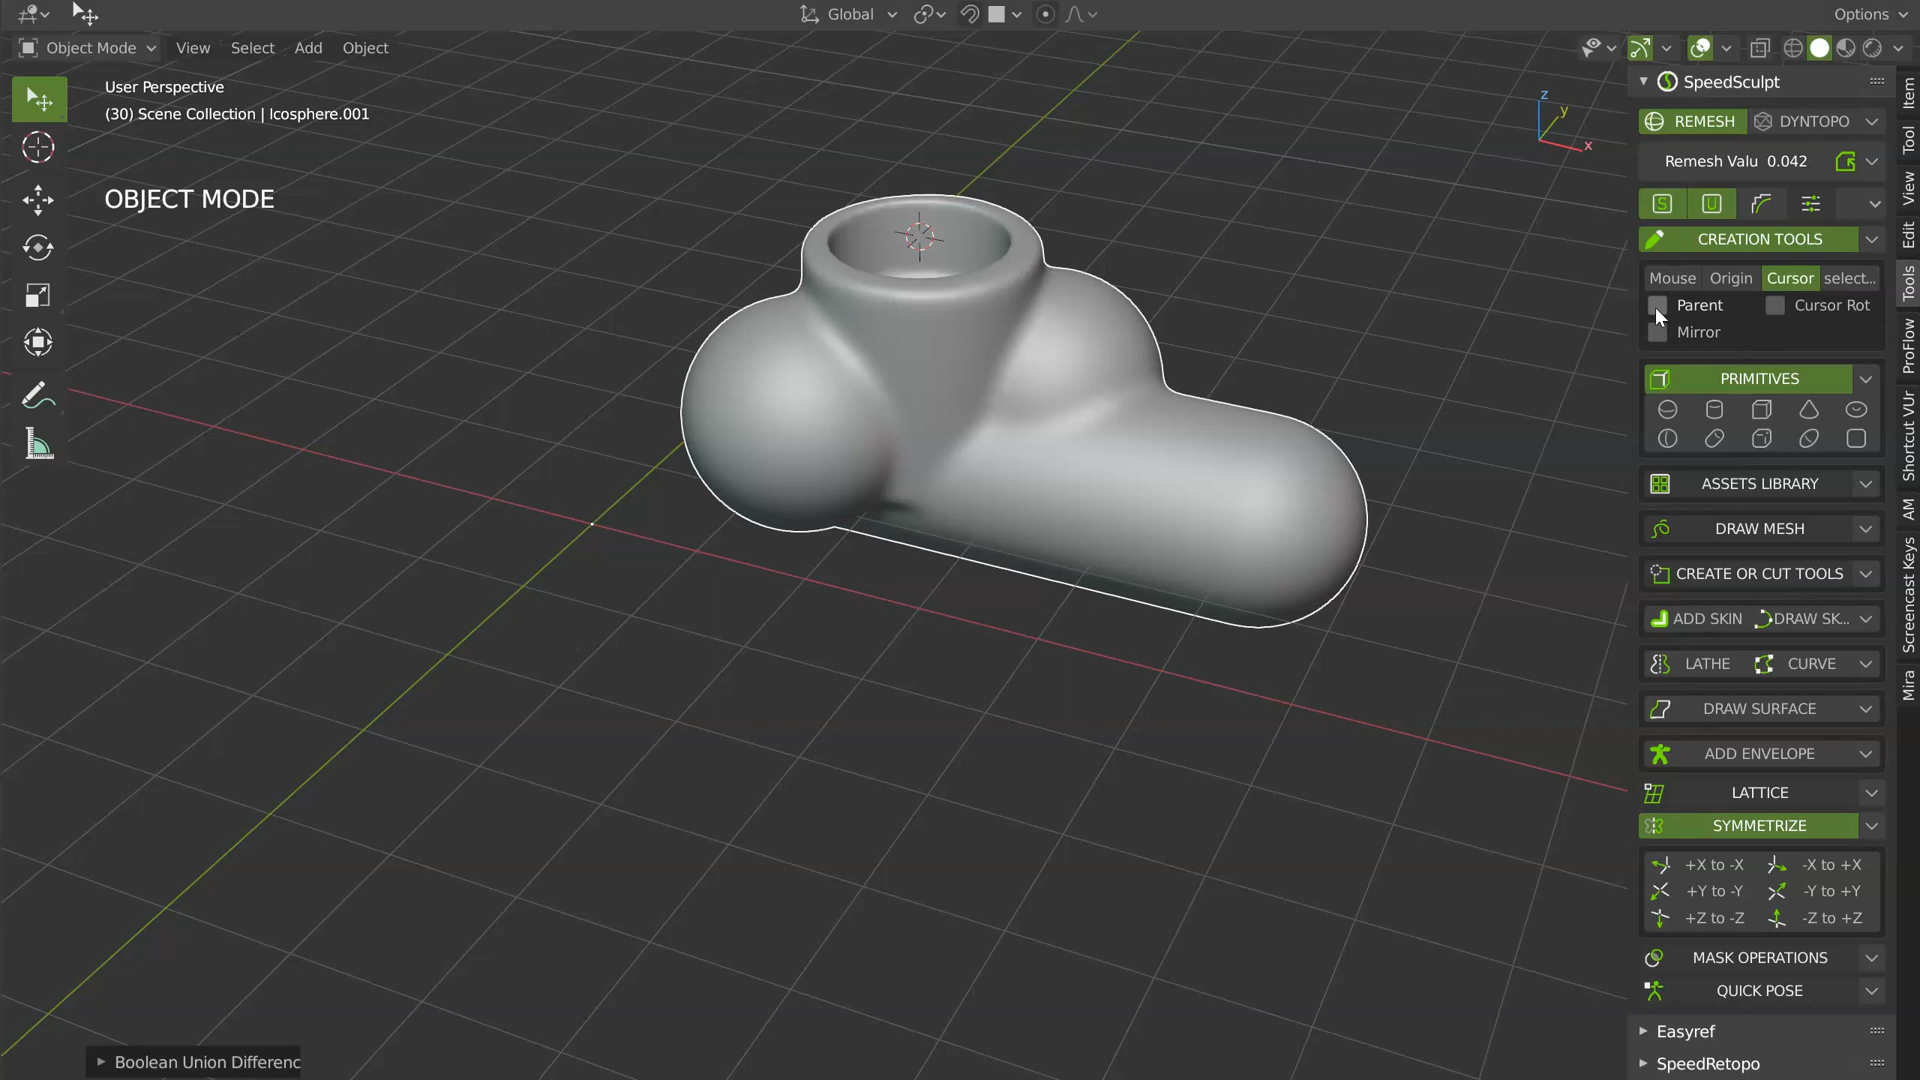 Global
Options
Object Mode
View
Select
Add
Object
User Perspective
(30) Scene Collection | Icosphere.001
OBJECT MODE
z
y
x
SpeedSculpt
REMESH
DYNTOPO
Remesh Valu 0.042
S
U
CREATION TOOLS
Mouse
Origin
Cursor
select...
Parent
Cursor Rot
Mirror
PRIMITIVES
ASSETS LIBRARY
DRAW MESH
CREATE OR CUT TOOLS
ADD SKIN
DRAW SK...
LATHE
CURVE
DRAW SURFACE
ADD ENVELOPE
LATTICE
SYMMETRIZE
+X to -X
-X to +X
+Y to -Y
-Y to +Y
+Z to -Z
-Z to +Z
MASK OPERATIONS
QUICK POSE
Easyref
SpeedRetopo
Item
Tool
View
Edit
Tools
ProFlow
Shortcut VUr
AM
Screencast Keys
Mira
Boolean Union Differenc